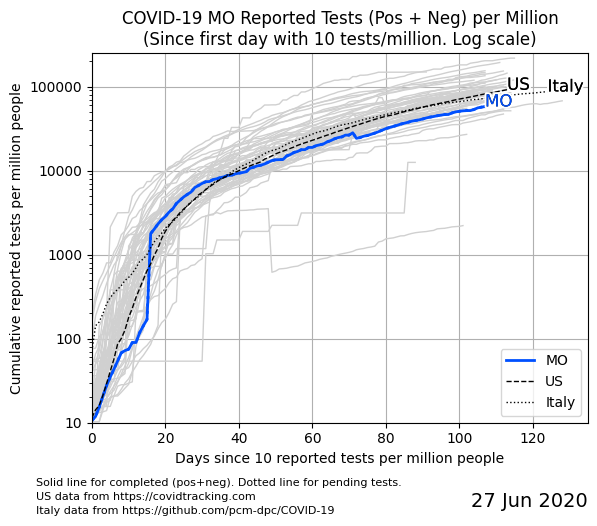 COVID-19 MO Reported Tests (Pos + Neg) per Million
(Since first day with 10 tests/million. Log scale)
Cumulative reported tests per million people
100000
10000
1000
100
10
US
Italy
MO
MO
US
Italy
0 20 40 60 80 100 120
Days since 10 reported tests per million people
Solid line for completed (pos+neg). Dotted line for pending tests.
US data from https://covidtracking.com
Italy data from https://github.com/pcm-dpc/COVID-19
27 Jun 2020